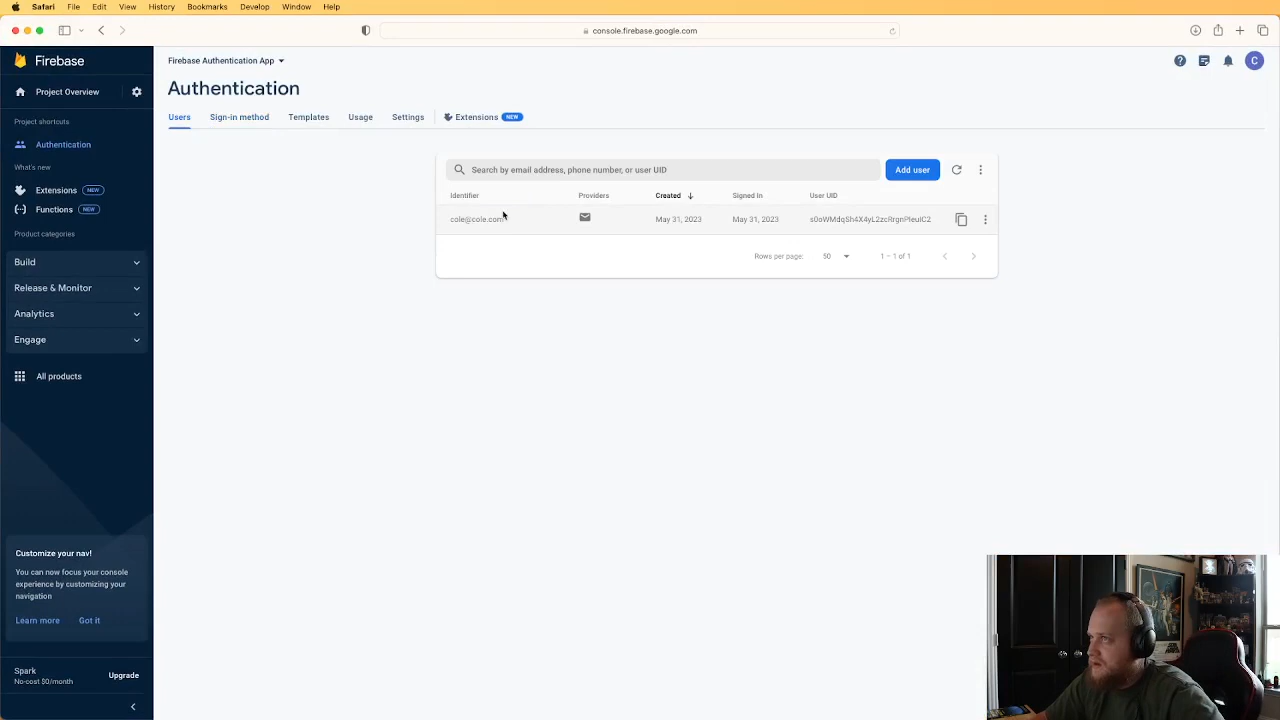 Safari File Edit View History Bookmarks Develop Window Help
console.firebase.google.com
Firebase
Firebase Authentication App
C
Project Overview
Authentication
Users Sign-in method Templates Usage Settings Extensions NEW
Project shortcuts
Authentication
What's new
Extensions NEW
Functions NEW
Product categories
Build
Release & Monitor
Analytics
Engage
All products
Search by email address, phone number, or user UID
Add user
Identifier Providers Created Signed In User UID
cole@cole.com May 31, 2023 May 31, 2023 s0oWMdqSh4X4yL2zcRrgnPIeuIC2
Rows per page: 50 1 – 1 of 1
Customize your nav!
You can now focus your console
experience by customizing your
navigation
Learn more Got it
Spark
No-cost $0/month
Upgrade